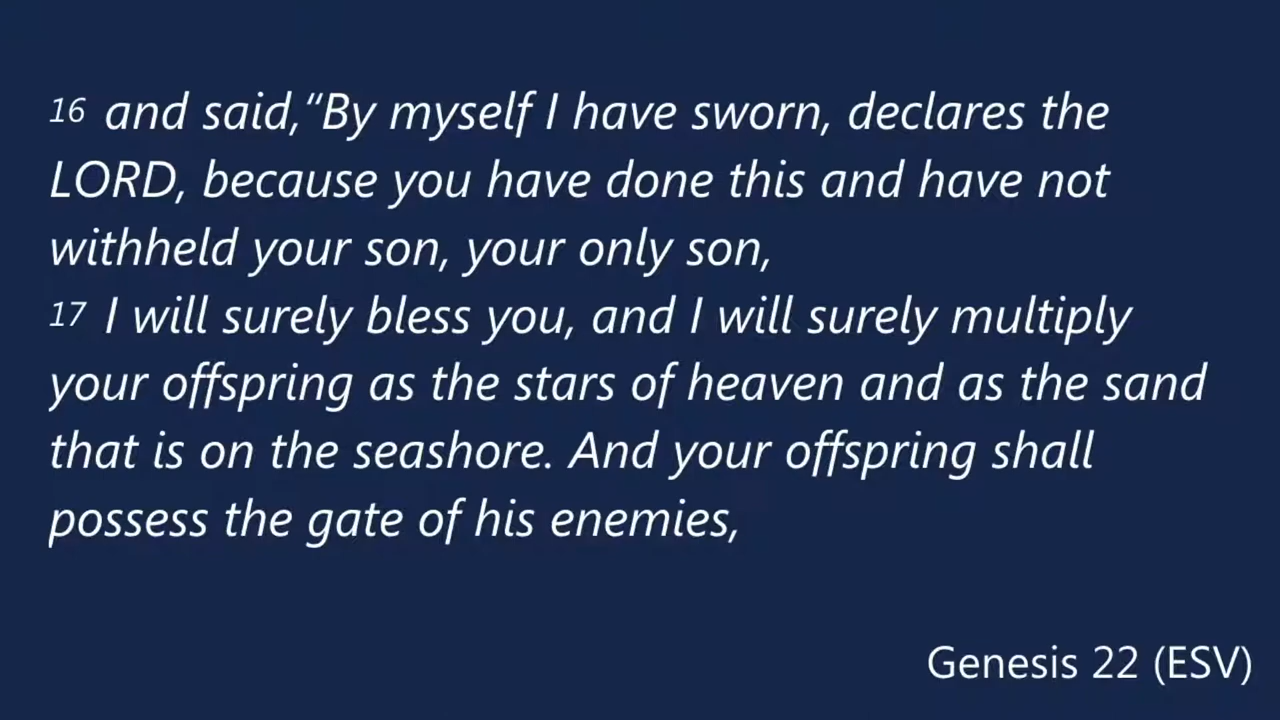 16 and said,“By myself I have sworn, declares the
LORD, because you have done this and have not
withheld your son, your only son,
17 I will surely bless you, and I will surely multiply
your offspring as the stars of heaven and as the sand
that is on the seashore. And your offspring shall
possess the gate of his enemies,
Genesis 22 (ESV)